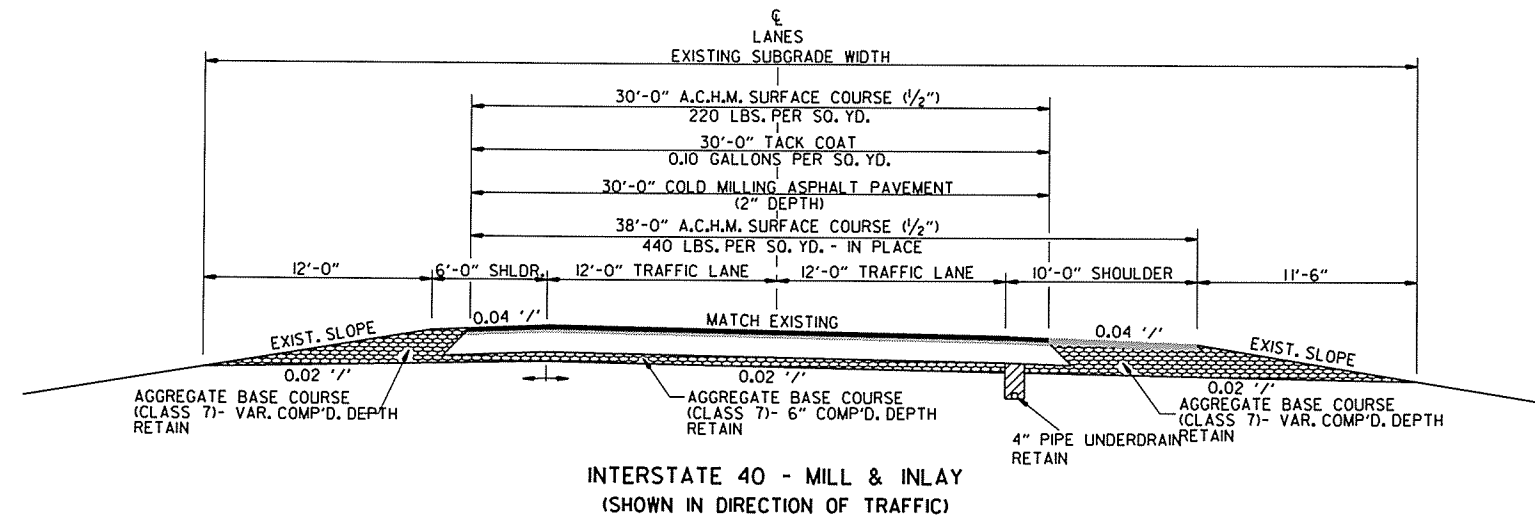 ℄
LANES
EXISTING SUBGRADE WIDTH
30'-0" A.C.H.M. SURFACE COURSE (1/2")
220 LBS. PER SQ. YD.
30'-0" TACK COAT
0.10 GALLONS PER SQ. YD.
30'-0" COLD MILLING ASPHALT PAVEMENT
(2" DEPTH)
38'-0" A.C.H.M. SURFACE COURSE (1/2")
440 LBS. PER SQ. YD. - IN PLACE
12'-0" 6'-0" SHLDR. 12'-0" TRAFFIC LANE 12'-0" TRAFFIC LANE 10'-0" SHOULDER 11'-6"
EXIST. SLOPE 0.04 '/' MATCH EXISTING 0.04 '/' EXIST. SLOPE
0.02 '/' 0.02 '/' 0.02 '/'
AGGREGATE BASE COURSE
(CLASS 7)- VAR. COMP'D. DEPTH
RETAIN
AGGREGATE BASE COURSE
(CLASS 7)- 6" COMP'D. DEPTH
RETAIN
4" PIPE UNDERDRAIN
RETAIN
AGGREGATE BASE COURSE
(CLASS 7)- VAR. COMP'D. DEPTH
RETAIN
INTERSTATE 40 - MILL & INLAY
(SHOWN IN DIRECTION OF TRAFFIC)